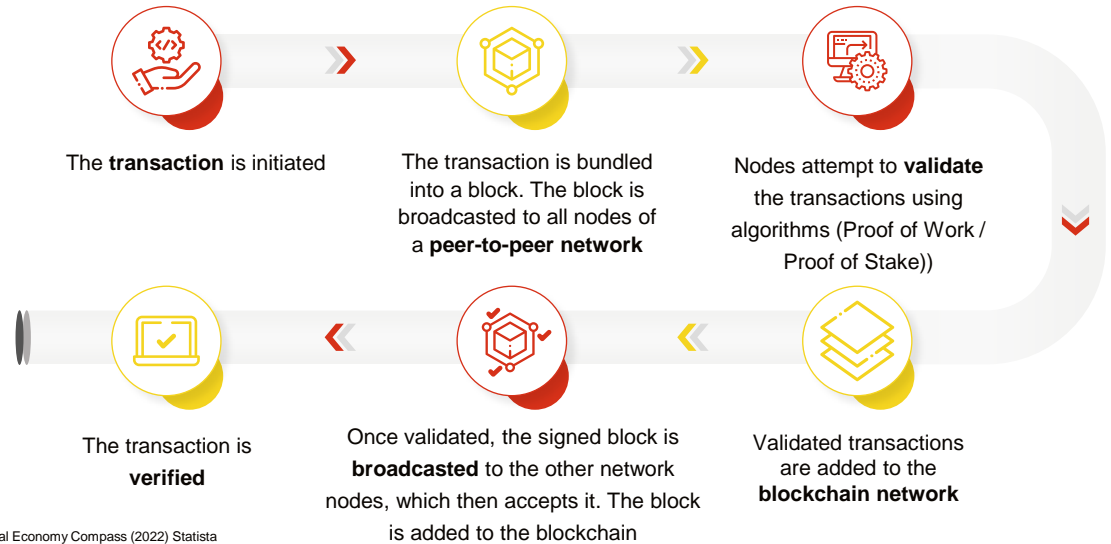 The transaction is initiated
The transaction is bundled
into a block. The block is
broadcasted to all nodes of
a peer-to-peer network
Nodes attempt to validate
the transactions using
algorithms (Proof of Work /
Proof of Stake))
Validated transactions
are added to the
blockchain network
Once validated, the signed block is
broadcasted to the other network
nodes, which then accepts it. The block
is added to the blockchain
The transaction is
verified
al Economy Compass (2022) Statista